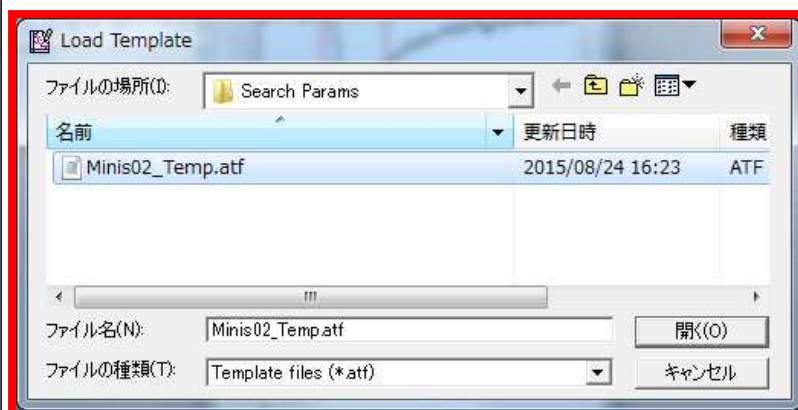 Load Template
ファイルの場所(I): Search Params
名前 更新日時 種類
Minis02_Temp.atf 2015/08/24 16:23 ATF
ファイル名(N): Minis02_Temp.atf 開く(O)
ファイルの種類(T): Template files (*.atf) キャンセル